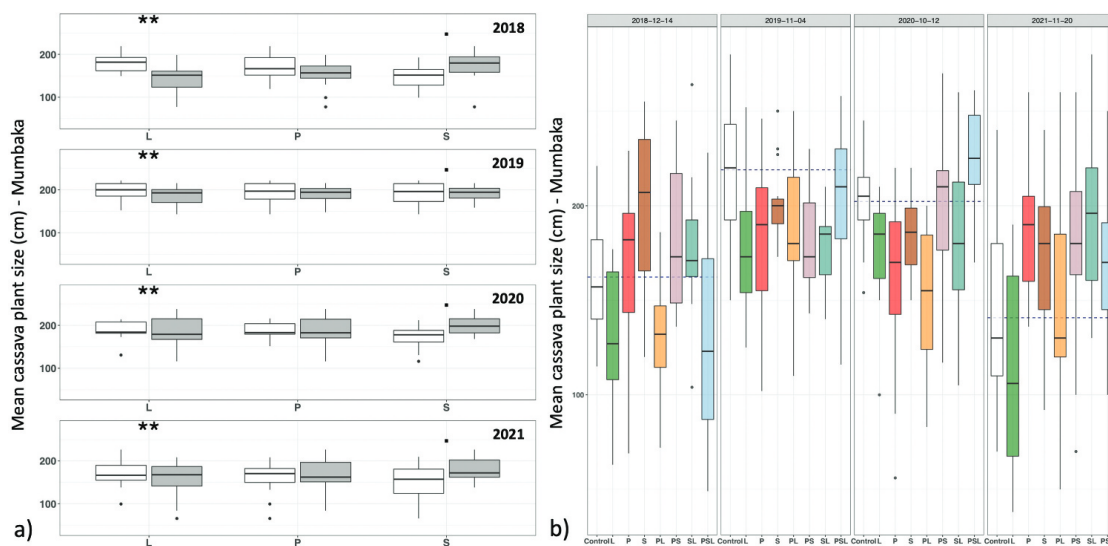 Mean cassava plant size (cm) - Mumbaka
** 2018
200
100
L P S
** 2019
200
100
L P S
** 2020
200
100
L P S
** 2021
200
100
L P S
a)
Mean cassava plant size (cm) - Mumbaka
2018-12-14 2019-11-04 2020-10-12 2021-11-20
200
100
Control L P S PL PS SL PSL Control L P S PL PS SL PSL Control L P S PL PS SL PSL Control L P S PL PS SL PSL
b)